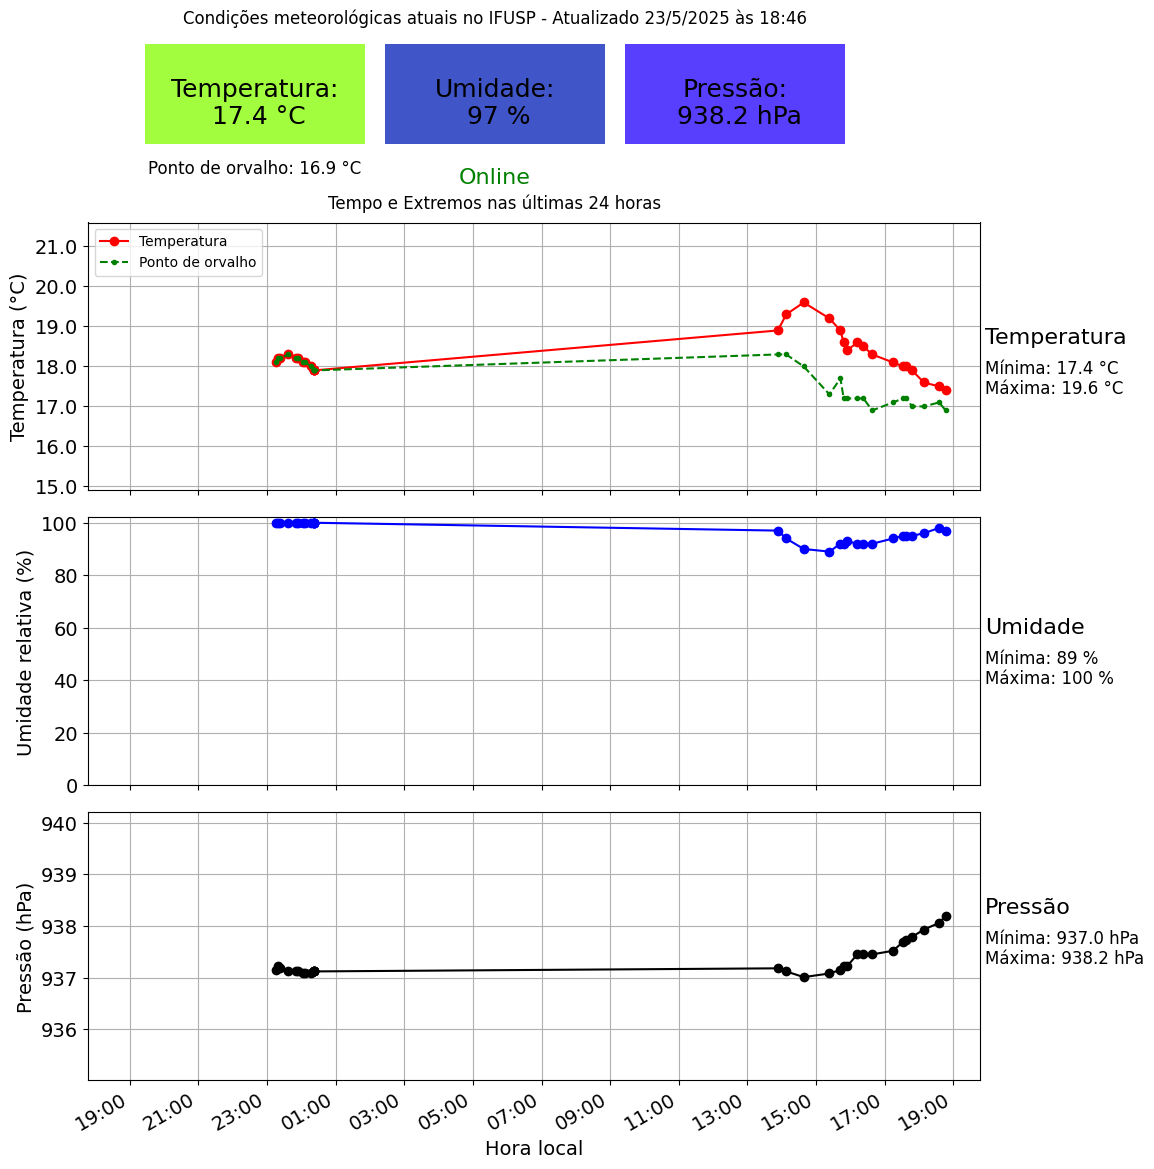 Condições meteorológicas atuais no IFUSP - Atualizado 23/5/2025 às 18:46
Temperatura:
17.4 °C
Umidade:
97 %
Pressão:
938.2 hPa
Ponto de orvalho: 16.9 °C
Online
Tempo e Extremos nas últimas 24 horas
Temperatura (°C)
21.0
20.0
19.0
18.0
17.0
16.0
15.0
Temperatura
Ponto de orvalho
Temperatura
Mínima: 17.4 °C
Máxima: 19.6 °C
Umidade relativa (%)
100
80
60
40
20
0
Umidade
Mínima: 89 %
Máxima: 100 %
Pressão (hPa)
940
939
938
937
936
Pressão
Mínima: 937.0 hPa
Máxima: 938.2 hPa
19:00 21:00 23:00 01:00 03:00 05:00 07:00 09:00 11:00 13:00 15:00 17:00 19:00
Hora local